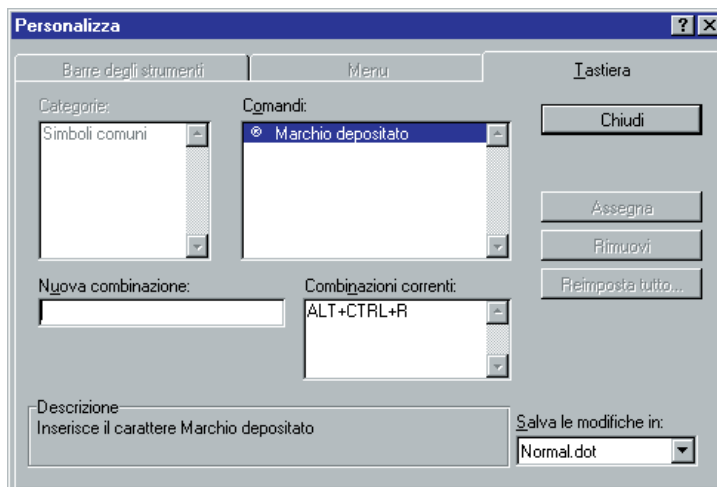 Personalizza
Barre degli strumenti
Menu
Tastiera
Categorie:
Simboli comuni
Comandi:
® Marchio depositato
Chiudi
Assegna
Rimuovi
Reimposta tutto...
Nuova combinazione:
Combinazioni correnti:
ALT+CTRL+R
Descrizione
Inserisce il carattere Marchio depositato
Salva le modifiche in:
Normal.dot